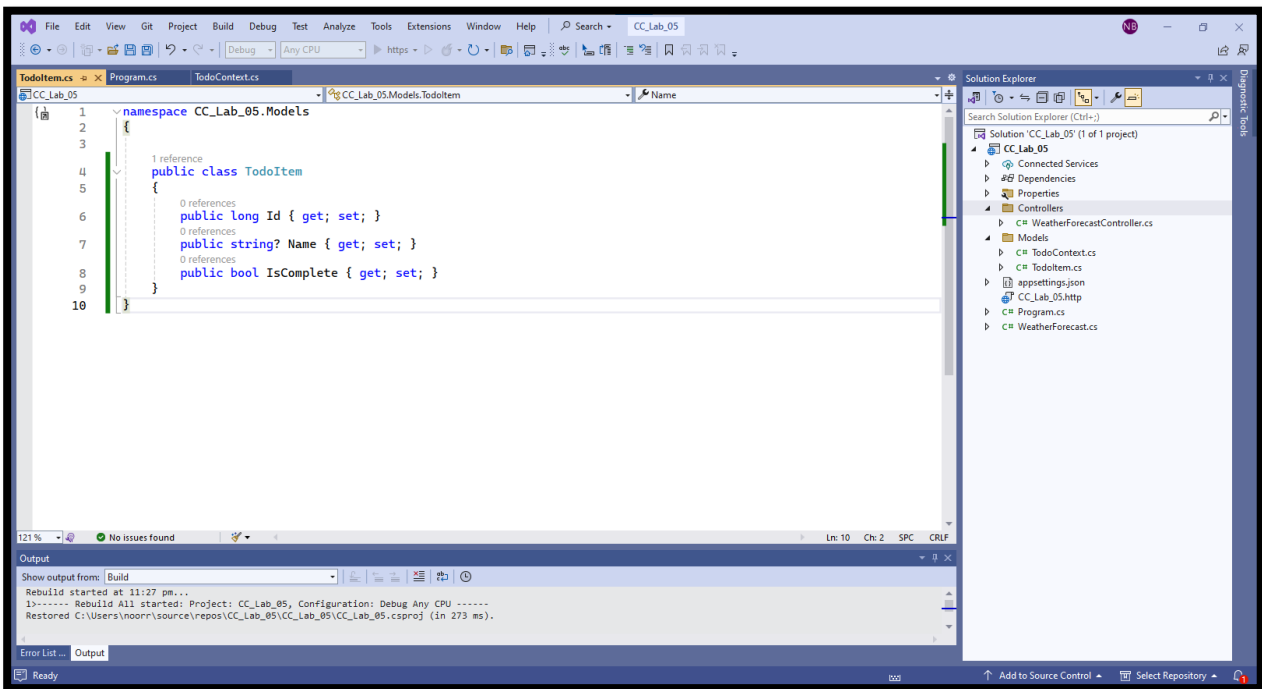 File Edit View Git Project Build Debug Test Analyze Tools Extensions Window Help Search CC_Lab_05 NB
Debug Any CPU https
TodoItem.cs Program.cs TodoContext.cs
CC_Lab_05 CC_Lab_05.Models.TodoItem Name
1 namespace CC_Lab_05.Models
2 {
3
1 reference
4 public class TodoItem
5 {
0 references
6 public long Id { get; set; }
0 references
7 public string? Name { get; set; }
0 references
8 public bool IsComplete { get; set; }
9 }
10 }
121 % No issues found Ln: 10 Ch: 2 SPC CRLF
Output
Show output from: Build
Rebuild started at 11:27 pm...
1>------ Rebuild All started: Project: CC_Lab_05, Configuration: Debug Any CPU ------
Restored C:\Users\noorr\source\repos\CC_Lab_05\CC_Lab_05\CC_Lab_05.csproj (in 273 ms).
Error List ... Output
Solution Explorer
Search Solution Explorer (Ctrl+;)
Solution 'CC_Lab_05' (1 of 1 project)
CC_Lab_05
Connected Services
Dependencies
Properties
Controllers
C# WeatherForecastController.cs
Models
C# TodoContext.cs
C# TodoItem.cs
appsettings.json
CC_Lab_05.http
C# Program.cs
C# WeatherForecast.cs
Diagnostic Tools
Ready Add to Source Control Select Repository 1